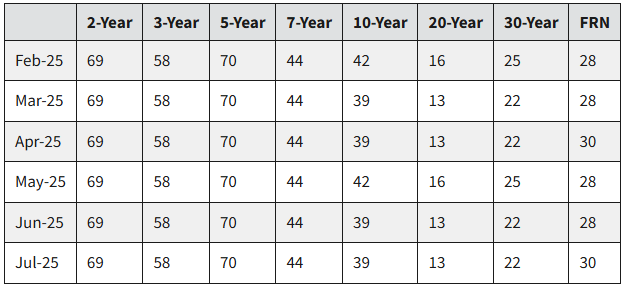 2-Year 3-Year 5-Year 7-Year 10-Year 20-Year 30-Year FRN
Feb-25 69 58 70 44 42 16 25 28
Mar-25 69 58 70 44 39 13 22 28
Apr-25 69 58 70 44 39 13 22 30
May-25 69 58 70 44 42 16 25 28
Jun-25 69 58 70 44 39 13 22 28
Jul-25 69 58 70 44 39 13 22 30